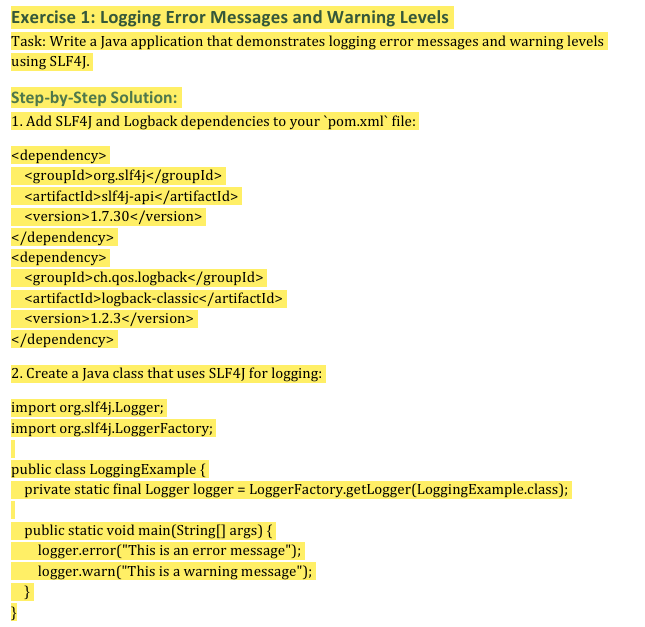 Exercise 1: Logging Error Messages and Warning Levels
Task: Write a Java application that demonstrates logging error messages and warning levels
using SLF4J.
Step-by-Step Solution:
1. Add SLF4J and Logback dependencies to your `pom.xml` file:
<dependency>
    <groupId>org.slf4j</groupId>
    <artifactId>slf4j-api</artifactId>
    <version>1.7.30</version>
</dependency>
<dependency>
    <groupId>ch.qos.logback</groupId>
    <artifactId>logback-classic</artifactId>
    <version>1.2.3</version>
</dependency>
2. Create a Java class that uses SLF4J for logging:
import org.slf4j.Logger;
import org.slf4j.LoggerFactory;
public class LoggingExample {
    private static final Logger logger = LoggerFactory.getLogger(LoggingExample.class);
    public static void main(String[] args) {
        logger.error("This is an error message");
        logger.warn("This is a warning message");
    }
}